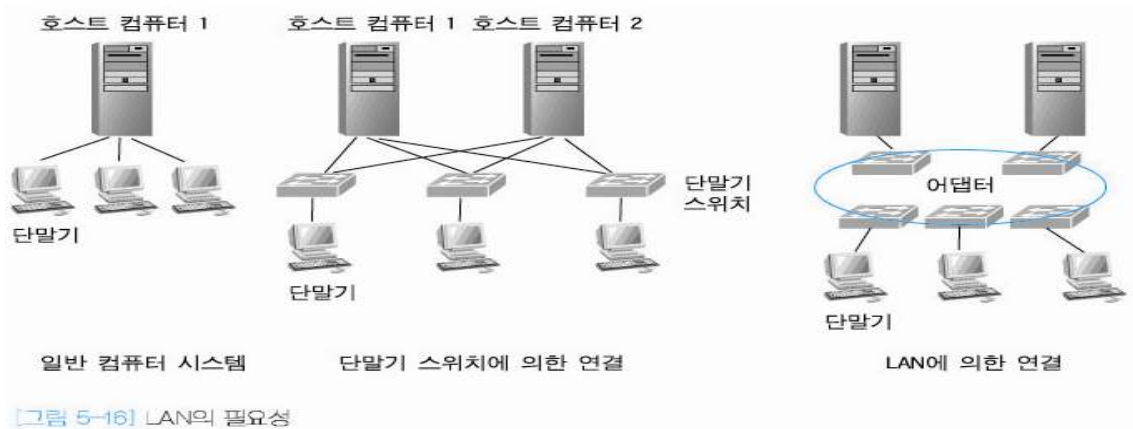 호스트 컴퓨터 1
호스트 컴퓨터 1 호스트 컴퓨터 2
단말기
단말기
스위치
단말기
어댑터
단말기
일반 컴퓨터 시스템
단말기 스위치에 의한 연결
LAN에 의한 연결
[그림 5-16] LAN의 필요성